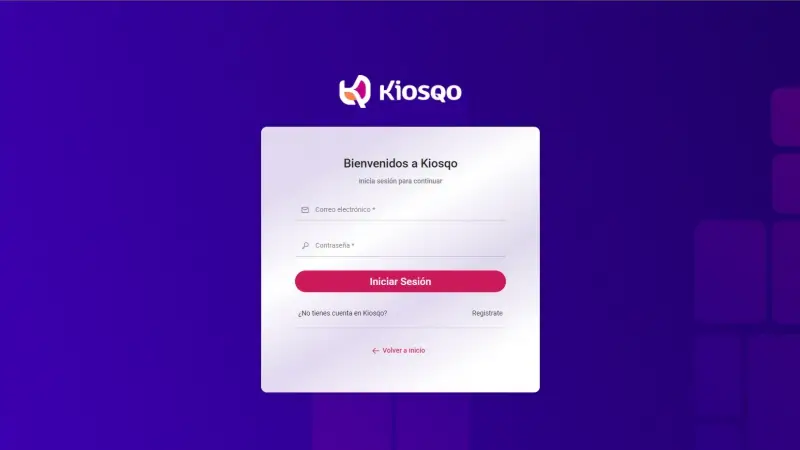 Kiosqo
Bienvenidos a Kiosqo
Inicia sesión para continuar
Correo electrónico *
Contraseña *
Iniciar Sesión
¿No tienes cuenta en Kiosqo? Registrate
Volver a inicio